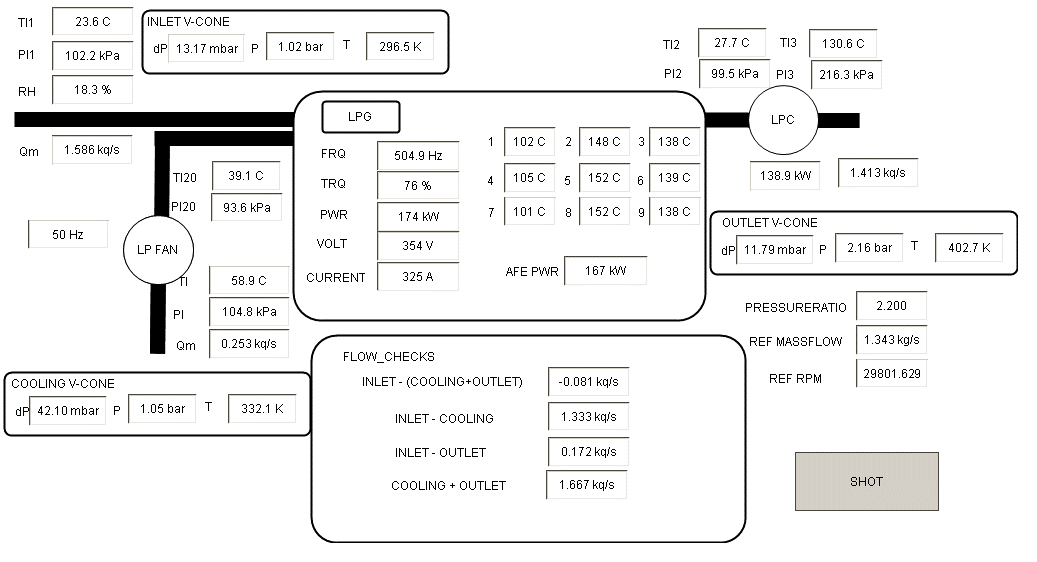 TI1 23.6 C
PI1 102.2 kPa
RH 18.3 %
INLET V-CONE
dP 13.17 mbar P 1.02 bar T 296.5 K
TI2 27.7 C TI3 130.6 C
PI2 99.5 kPa PI3 216.3 kPa
LPC
138.9 kW 1.413 kq/s
Qm 1.586 kq/s
LPG
FRQ 504.9 Hz
TRQ 76 %
PWR 174 kW
VOLT 354 V
CURRENT 325 A
1 102 C 2 148 C 3 138 C
4 105 C 5 152 C 6 139 C
7 101 C 8 152 C 9 138 C
AFE PWR 167 kW
TI20 39.1 C
PI20 93.6 kPa
50 Hz
LP FAN
TI 58.9 C
PI 104.8 kPa
Qm 0.253 kq/s
OUTLET V-CONE
dP 11.79 mbar P 2.16 bar T 402.7 K
PRESSURERATIO 2.200
REF MASSFLOW 1.343 kg/s
REF RPM 29801.629
COOLING V-CONE
dP 42.10 mbar P 1.05 bar T 332.1 K
FLOW_CHECKS
INLET - (COOLING+OUTLET) -0.081 kq/s
INLET - COOLING 1.333 kq/s
INLET - OUTLET 0.172 kq/s
COOLING + OUTLET 1.667 kq/s
SHOT